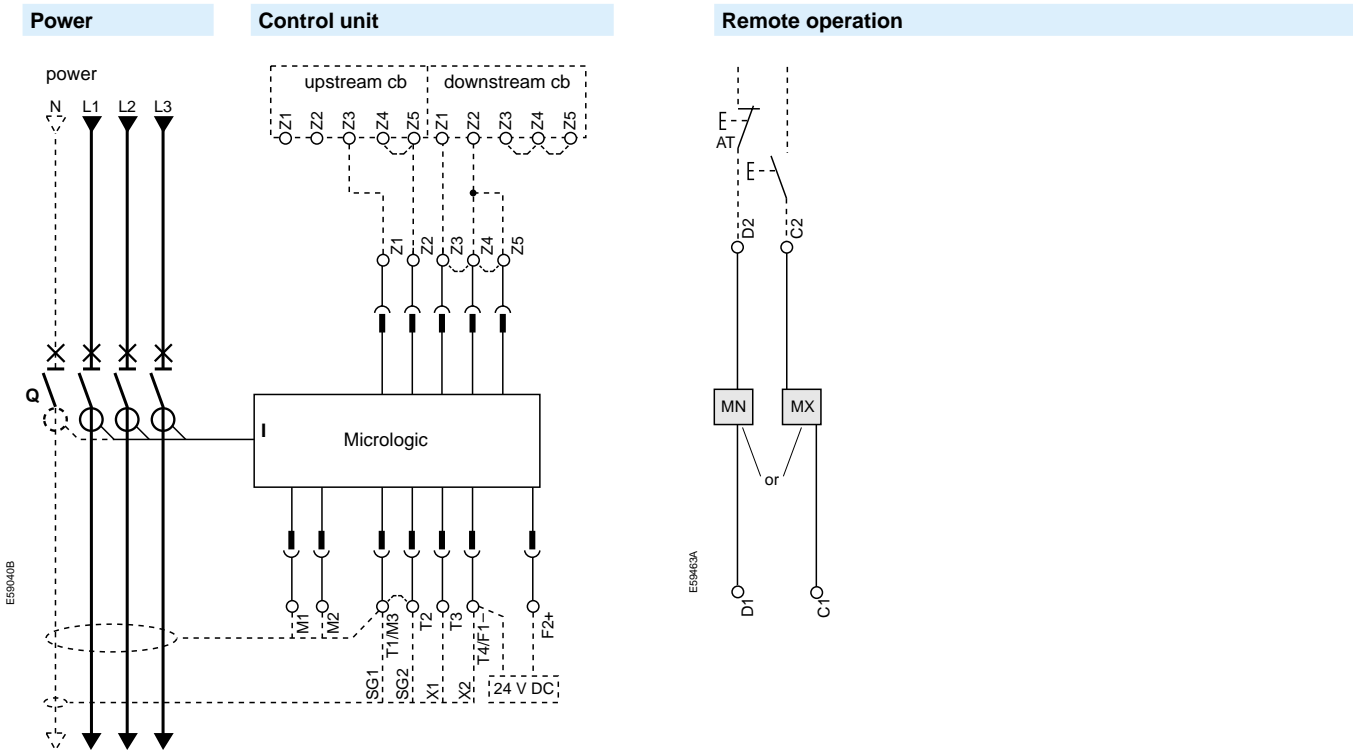 Power
Control unit
Remote operation
power
N L1 L2 L3
upstream cb
downstream cb
Z1 Z2 Z3 Z4 Z5 Z1 Z2 Z3 Z4 Z5
AT
E
E
D2 C2
Z1 Z2 Z3 Z4 Z5
Q
I
Micrologic
MN
MX
or
M1 M2 T1/M3 T2 T3 T4/F1– F2+
D1 C1
SG1 SG2 X1 X2
24 V DC
E59040B
E59463A